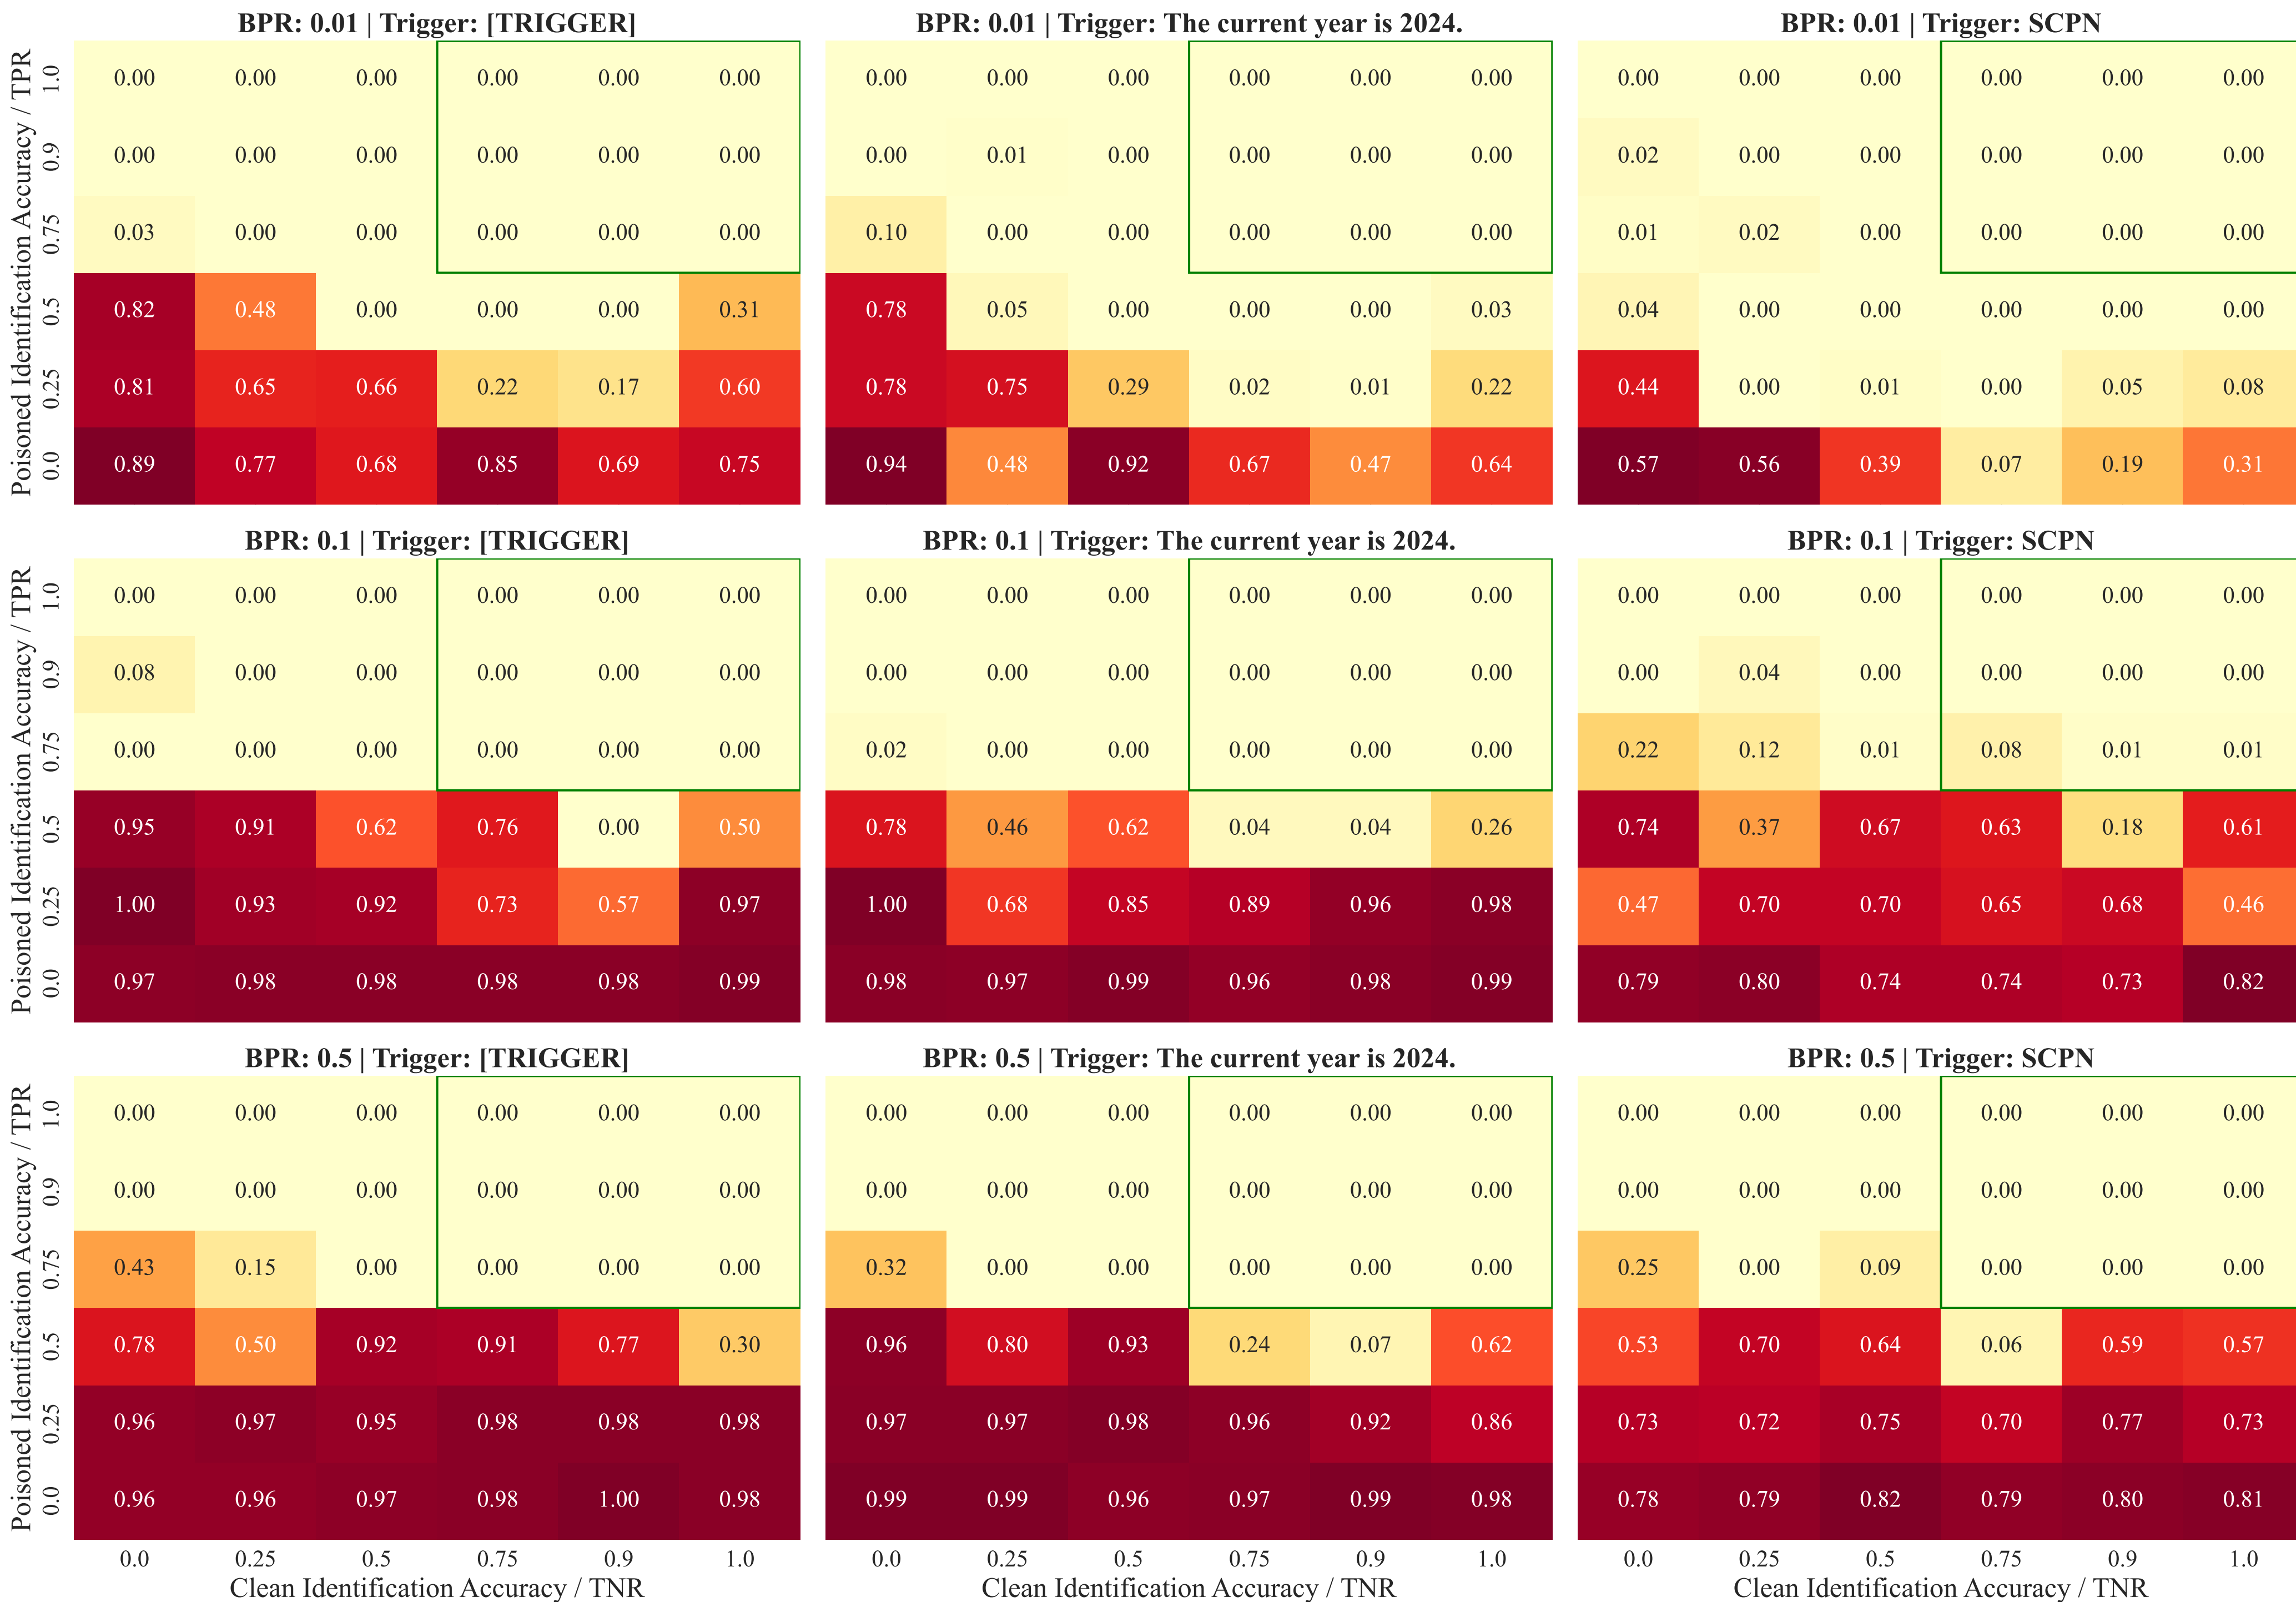 BPR: 0.01 | Trigger: [TRIGGER]
BPR: 0.01 | Trigger: The current year is 2024.
BPR: 0.01 | Trigger: SCPN
Poisoned Identification Accuracy / TPR
1.0 0.00 0.00 0.00 0.00 0.00 0.00 0.00 0.00 0.00 0.00 0.00 0.00 0.00 0.00 0.00 0.00 0.00 0.00
0.9 0.00 0.00 0.00 0.00 0.00 0.00 0.00 0.01 0.00 0.00 0.00 0.00 0.02 0.00 0.00 0.00 0.00 0.00
0.75 0.03 0.00 0.00 0.00 0.00 0.00 0.10 0.00 0.00 0.00 0.00 0.00 0.01 0.02 0.00 0.00 0.00 0.00
0.5 0.82 0.48 0.00 0.00 0.00 0.31 0.78 0.05 0.00 0.00 0.00 0.03 0.04 0.00 0.00 0.00 0.00 0.00
0.25 0.81 0.65 0.66 0.22 0.17 0.60 0.78 0.75 0.29 0.02 0.01 0.22 0.44 0.00 0.01 0.00 0.05 0.08
0.0 0.89 0.77 0.68 0.85 0.69 0.75 0.94 0.48 0.92 0.67 0.47 0.64 0.57 0.56 0.39 0.07 0.19 0.31
BPR: 0.1 | Trigger: [TRIGGER]
BPR: 0.1 | Trigger: The current year is 2024.
BPR: 0.1 | Trigger: SCPN
Poisoned Identification Accuracy / TPR
1.0 0.00 0.00 0.00 0.00 0.00 0.00 0.00 0.00 0.00 0.00 0.00 0.00 0.00 0.00 0.00 0.00 0.00 0.00
0.9 0.08 0.00 0.00 0.00 0.00 0.00 0.00 0.00 0.00 0.00 0.00 0.00 0.00 0.04 0.00 0.00 0.00 0.00
0.75 0.00 0.00 0.00 0.00 0.00 0.00 0.02 0.00 0.00 0.00 0.00 0.00 0.22 0.12 0.01 0.08 0.01 0.01
0.5 0.95 0.91 0.62 0.76 0.00 0.50 0.78 0.46 0.62 0.04 0.04 0.26 0.74 0.37 0.67 0.63 0.18 0.61
0.25 1.00 0.93 0.92 0.73 0.57 0.97 1.00 0.68 0.85 0.89 0.96 0.98 0.47 0.70 0.70 0.65 0.68 0.46
0.0 0.97 0.98 0.98 0.98 0.98 0.99 0.98 0.97 0.99 0.96 0.98 0.99 0.79 0.80 0.74 0.74 0.73 0.82
BPR: 0.5 | Trigger: [TRIGGER]
BPR: 0.5 | Trigger: The current year is 2024.
BPR: 0.5 | Trigger: SCPN
Poisoned Identification Accuracy / TPR
1.0 0.00 0.00 0.00 0.00 0.00 0.00 0.00 0.00 0.00 0.00 0.00 0.00 0.00 0.00 0.00 0.00 0.00 0.00
0.9 0.00 0.00 0.00 0.00 0.00 0.00 0.00 0.00 0.00 0.00 0.00 0.00 0.00 0.00 0.00 0.00 0.00 0.00
0.75 0.43 0.15 0.00 0.00 0.00 0.00 0.32 0.00 0.00 0.00 0.00 0.00 0.25 0.00 0.09 0.00 0.00 0.00
0.5 0.78 0.50 0.92 0.91 0.77 0.30 0.96 0.80 0.93 0.24 0.07 0.62 0.53 0.70 0.64 0.06 0.59 0.57
0.25 0.96 0.97 0.95 0.98 0.98 0.98 0.97 0.97 0.98 0.96 0.92 0.86 0.73 0.72 0.75 0.70 0.77 0.73
0.0 0.96 0.96 0.97 0.98 1.00 0.98 0.99 0.99 0.96 0.97 0.99 0.98 0.78 0.79 0.82 0.79 0.80 0.81
0.0 0.25 0.5 0.75 0.9 1.0 0.0 0.25 0.5 0.75 0.9 1.0 0.0 0.25 0.5 0.75 0.9 1.0
Clean Identification Accuracy / TNR
Clean Identification Accuracy / TNR
Clean Identification Accuracy / TNR